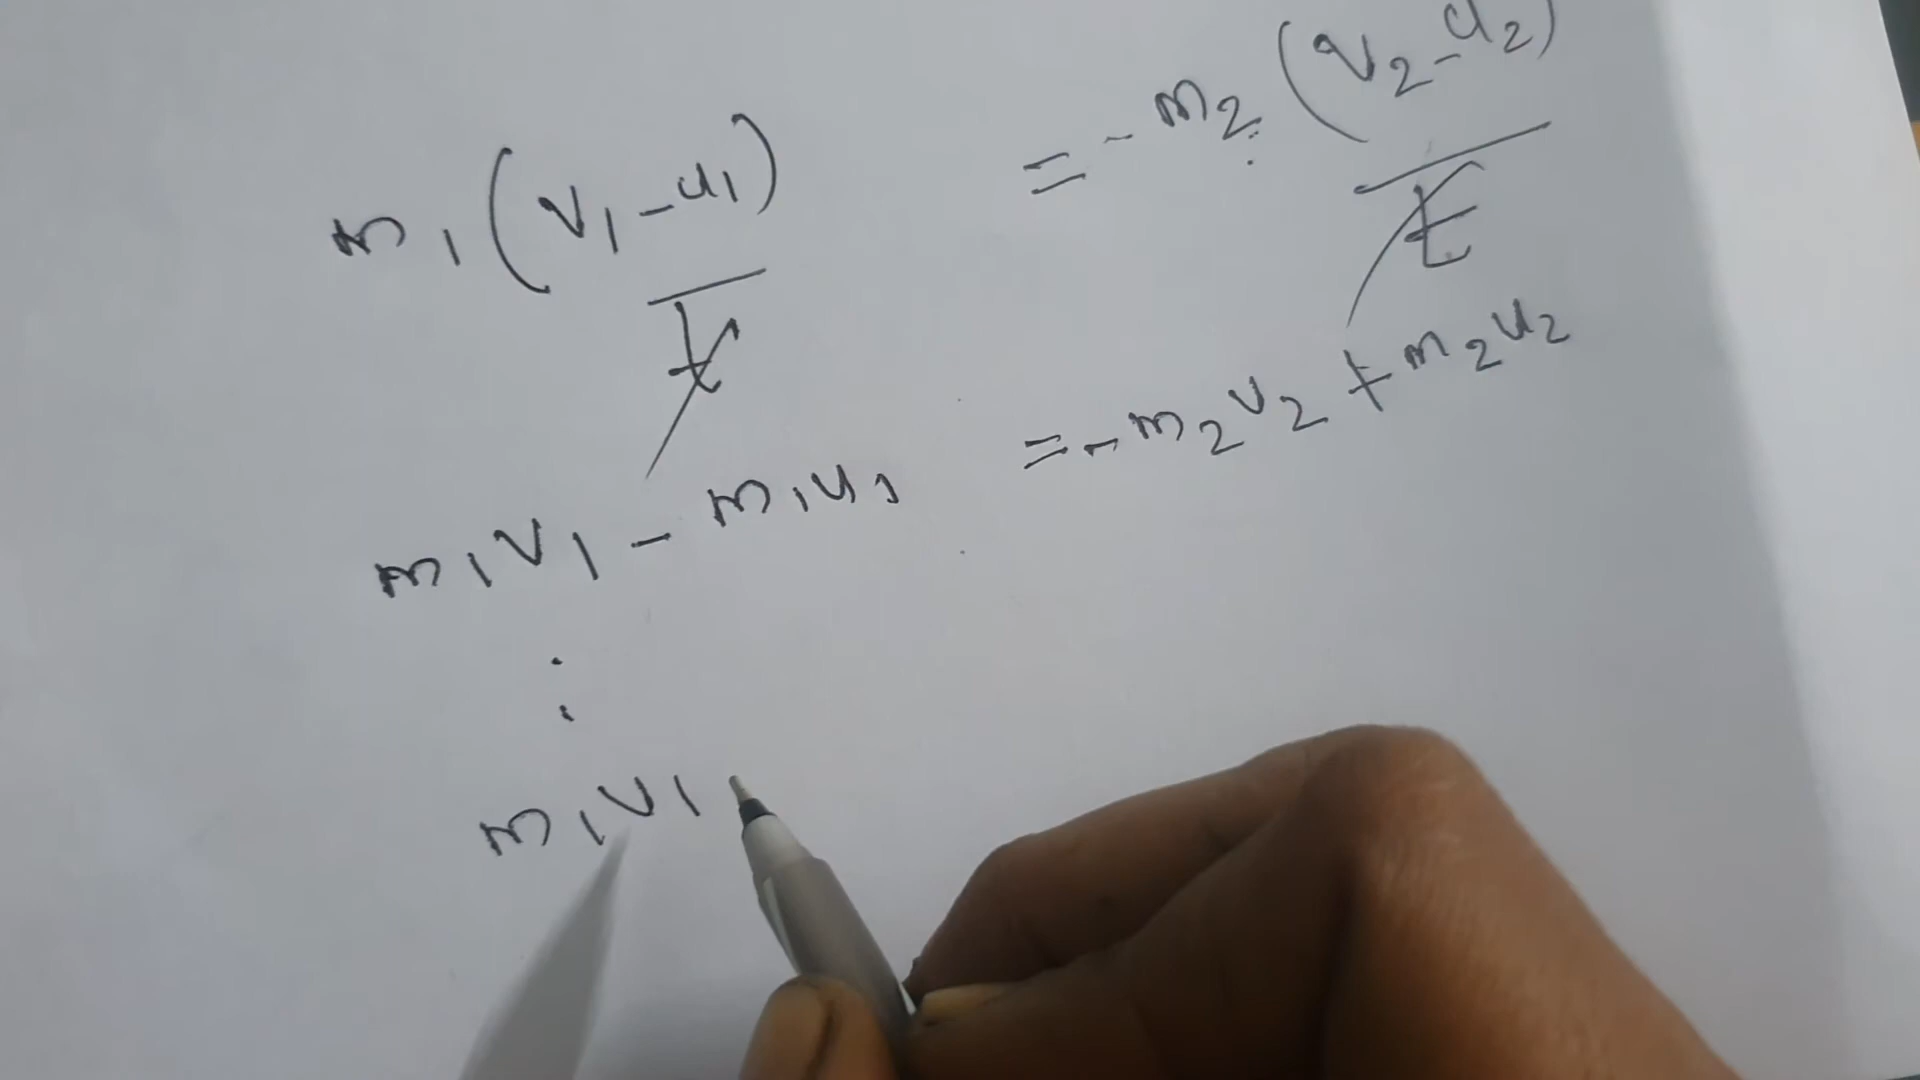 m1(v1-u1)/t = -m2(v2-u2)/t
m1v1 - m1u1 = -m2v2 + m2u2
:
m1v1